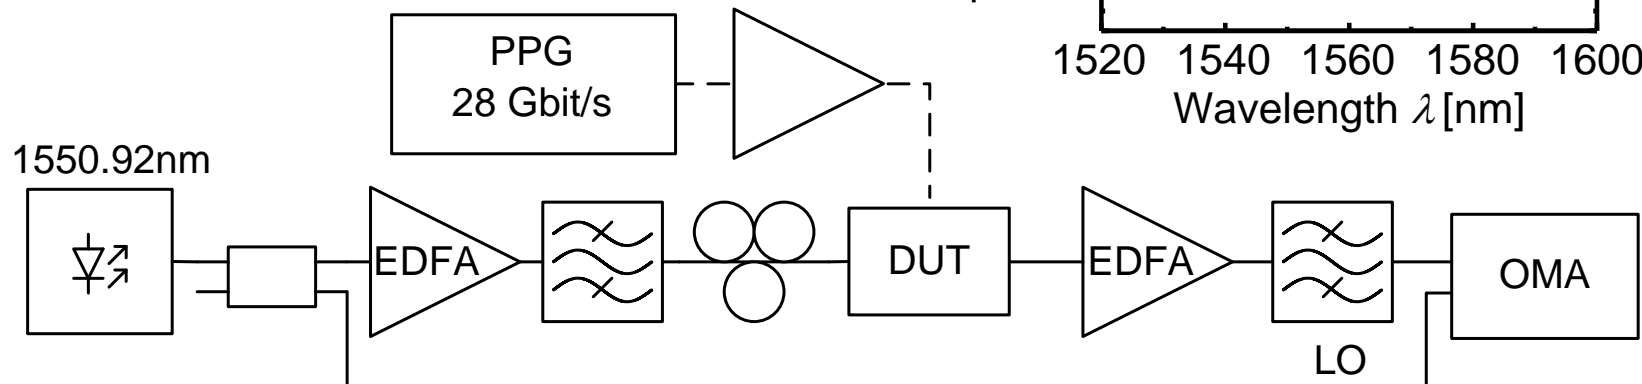 PPG
28 Gbit/s
1520 1540 1560 1580 1600
Wavelength λ [nm]
1550.92nm
EDFA
DUT
EDFA
OMA
LO